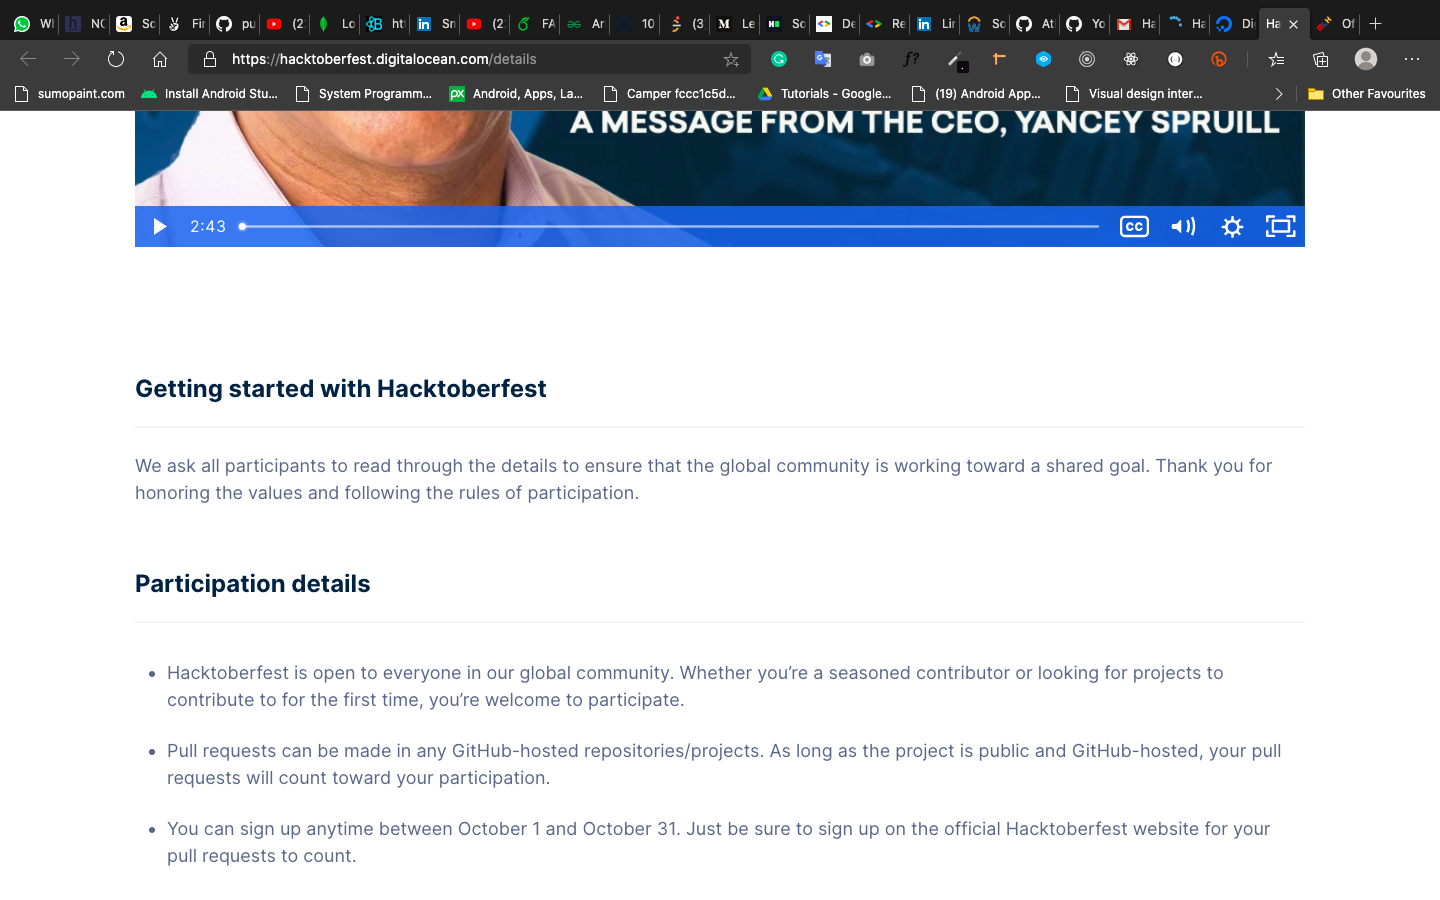 Wl
NC
So
Fir
pu
(2
Lo
ht
Sn
(2
FA
Ar
10
(3
Le
So
De
Re
Lir
So
At
Yo
Ha
Ha
Di
Ha
Of
https://hacktoberfest.digitalocean.com/details
sumopaint.com
Install Android Stu...
System Programm...
Android, Apps, La...
Camper fccc1c5d...
Tutorials - Google...
(19) Android App...
Visual design inter...
Other Favourites
A MESSAGE FROM THE CEO, YANCEY SPRUILL
2:43
CC
Getting started with Hacktoberfest
We ask all participants to read through the details to ensure that the global community is working toward a shared goal. Thank you for
honoring the values and following the rules of participation.
Participation details
• Hacktoberfest is open to everyone in our global community. Whether you’re a seasoned contributor or looking for projects to
contribute to for the first time, you’re welcome to participate.
• Pull requests can be made in any GitHub-hosted repositories/projects. As long as the project is public and GitHub-hosted, your pull
requests will count toward your participation.
• You can sign up anytime between October 1 and October 31. Just be sure to sign up on the official Hacktoberfest website for your
pull requests to count.